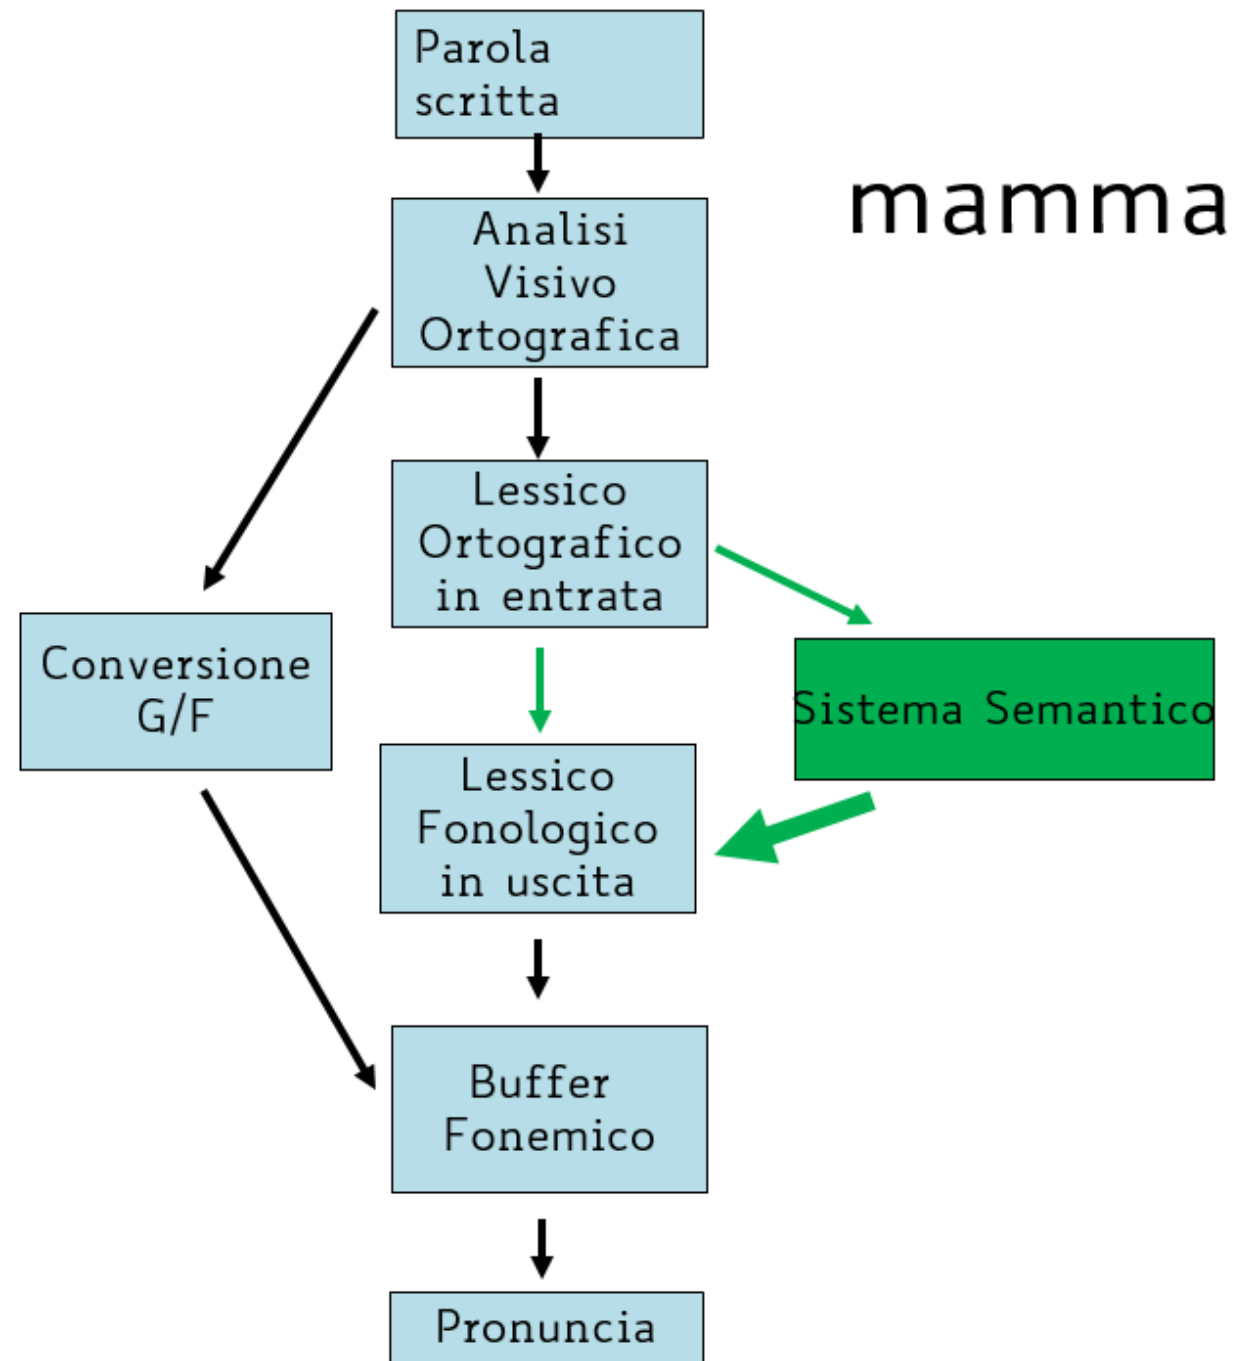 Parola
scritta
mamma
Analisi
Visivo
Ortografica
Lessico
Ortografico
in entrata
Conversione
G/F
Sistema Semantico
Lessico
Fonologico
in uscita
Buffer
Fonemico
Pronuncia